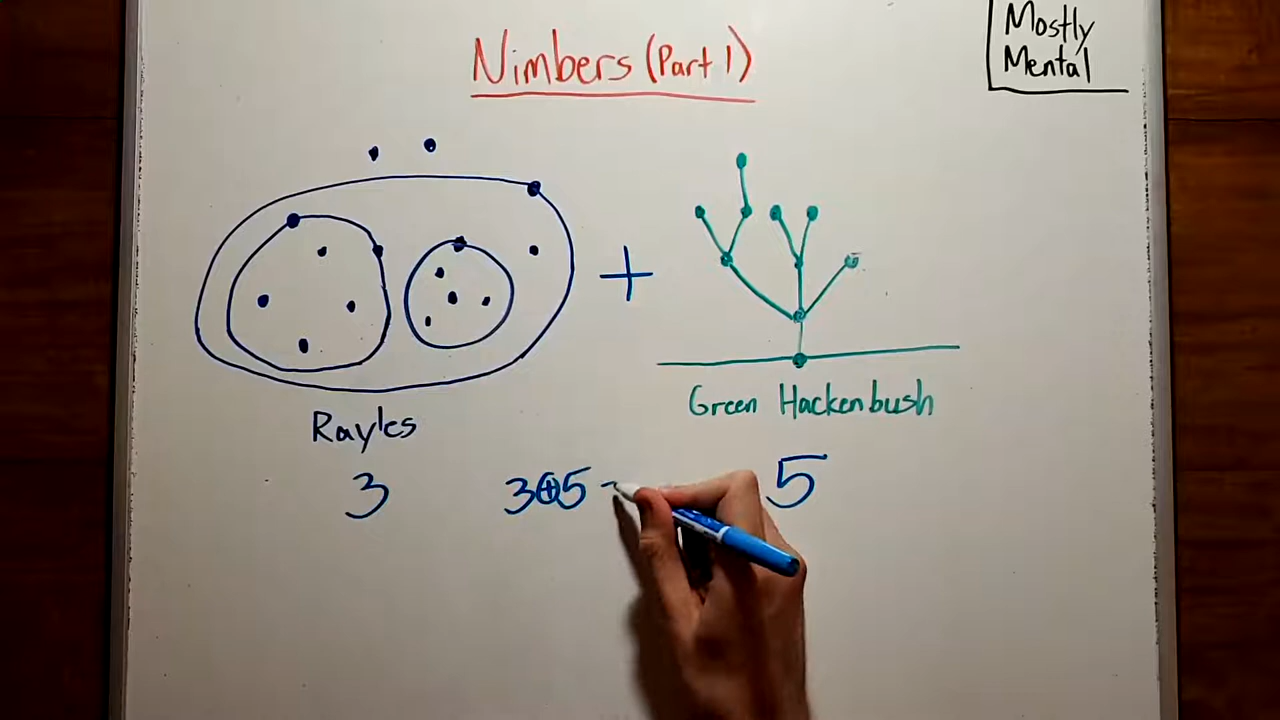 Nimbers (Part 1)
Mostly
Mental
+
Rayles
Green Hackenbush
3
3⊕5
5